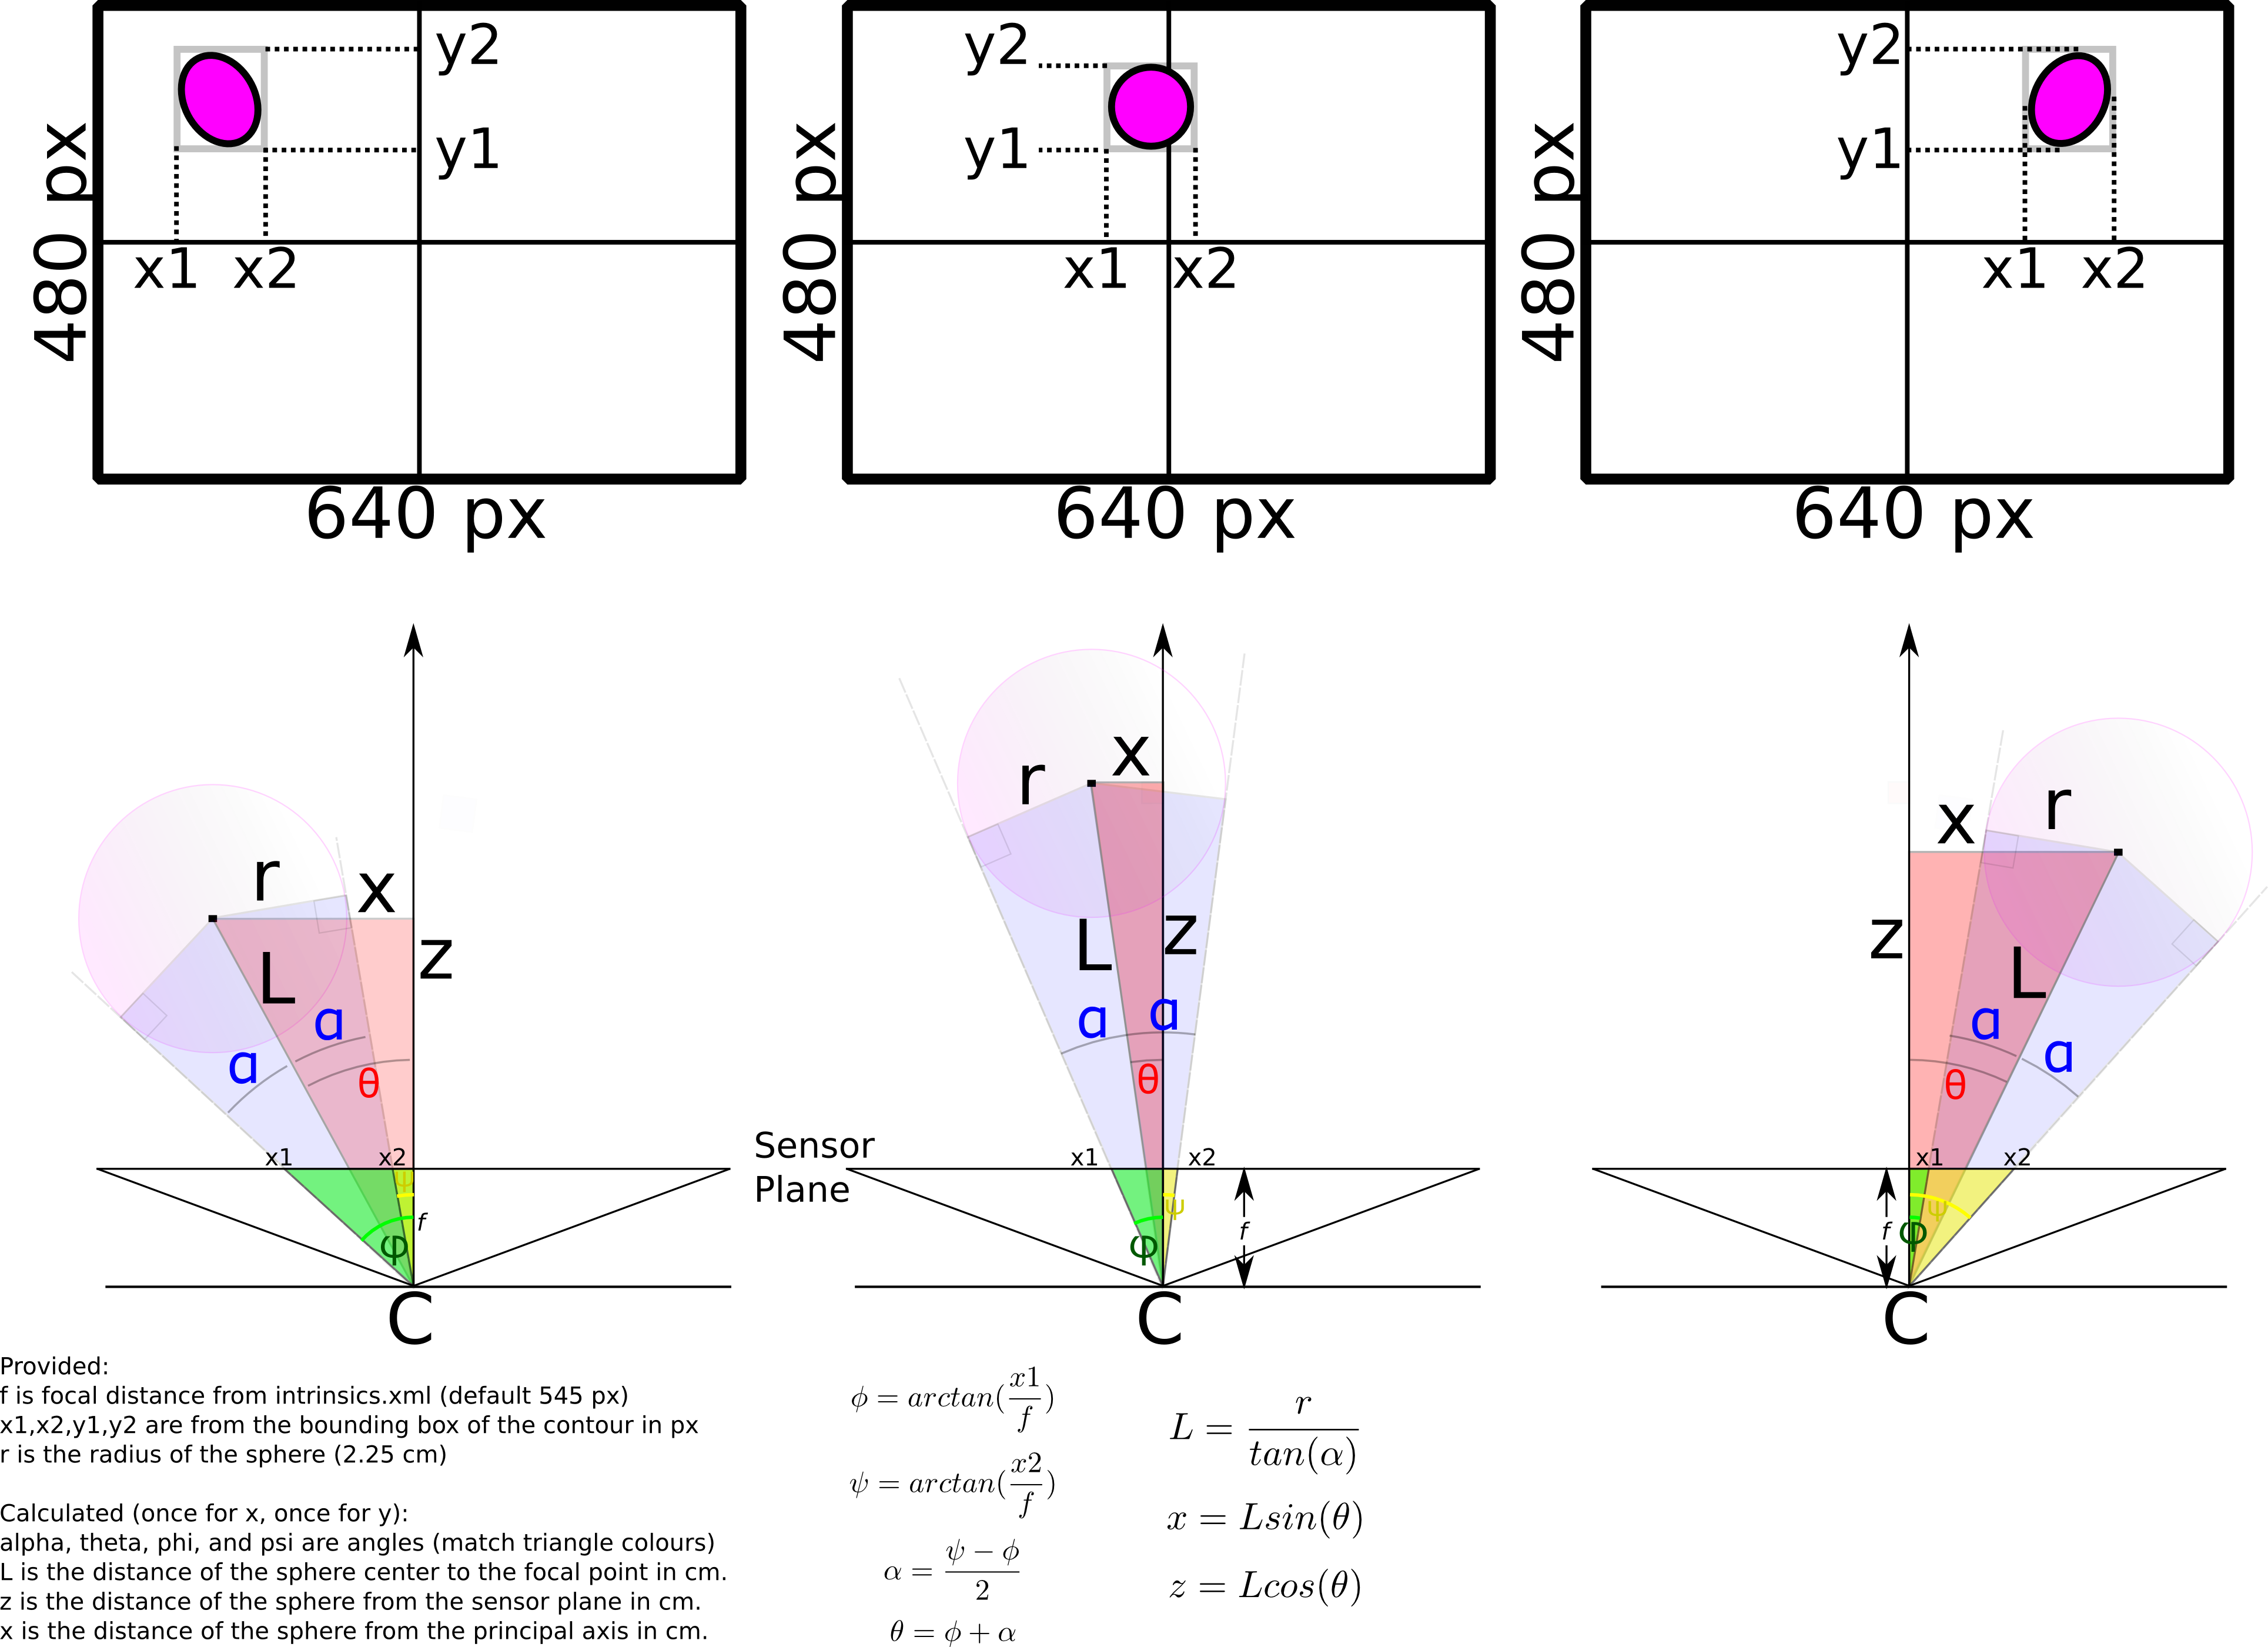 y2
y1
x1 x2
480 px
640 px
y2
y1
x1 x2
480 px
640 px
y2
y1
x1 x2
480 px
640 px
r x
L z
α α
θ
x1 x2
ψ
f
φ
C
r x
L z
α α
θ
Sensor
Plane
x1 x2
ψ
f
φ
C
x r
z L
α α
θ
x1 x2
ψ
f
φ
C
Provided:
f is focal distance from intrinsics.xml (default 545 px)
x1,x2,y1,y2 are from the bounding box of the contour in px
r is the radius of the sphere (2.25 cm)
Calculated (once for x, once for y):
alpha, theta, phi, and psi are angles (match triangle colours)
L is the distance of the sphere center to the focal point in cm.
z is the distance of the sphere from the sensor plane in cm.
x is the distance of the sphere from the principal axis in cm.
ϕ = arctan(x1/f)
ψ = arctan(x2/f)
α = (ψ − ϕ)/2
θ = ϕ + α
L = r/tan(α)
x = Lsin(θ)
z = Lcos(θ)